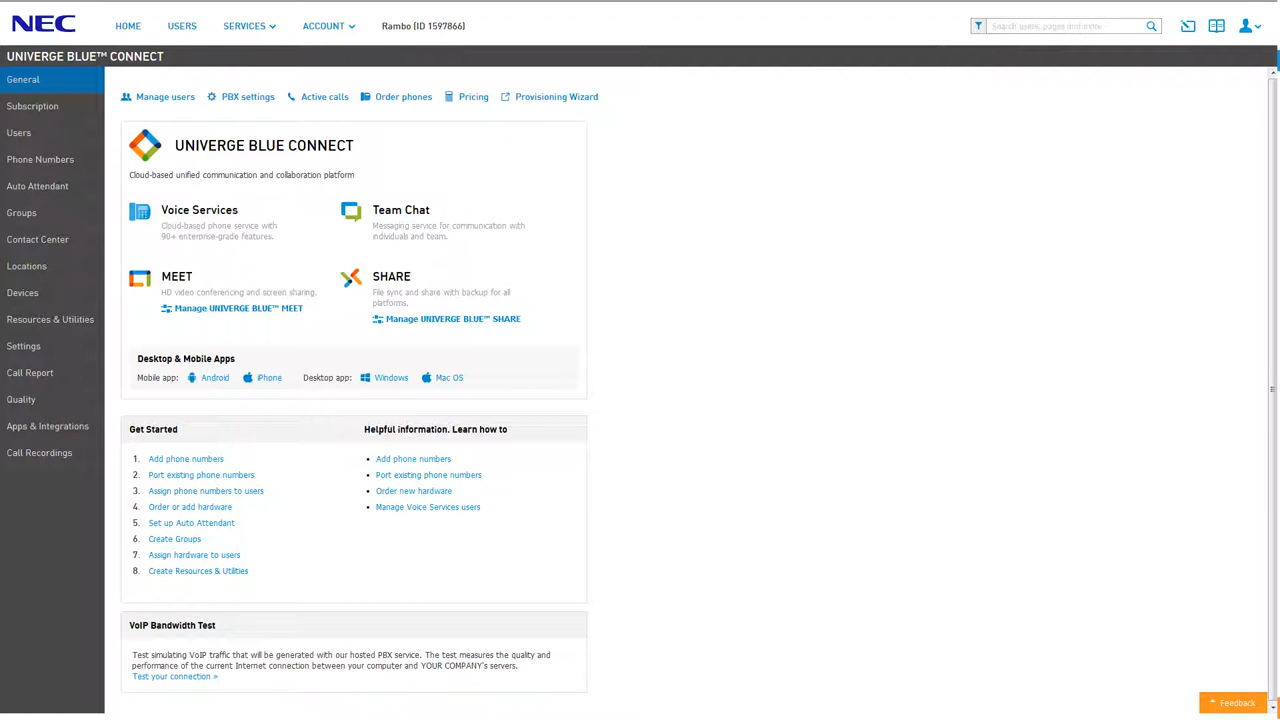 NEC HOME USERS SERVICES ACCOUNT Rambo (ID 1597866) Search users, pages and more
UNIVERGE BLUE™ CONNECT
General
Subscription
Users
Phone Numbers
Auto Attendant
Groups
Contact Center
Locations
Devices
Resources & Utilities
Settings
Call Report
Quality
Apps & Integrations
Call Recordings
Manage users PBX settings Active calls Order phones Pricing Provisioning Wizard
UNIVERGE BLUE CONNECT
Cloud-based unified communication and collaboration platform
Voice Services
Cloud-based phone service with
90+ enterprise-grade features.
Team Chat
Messaging service for communication with
individuals and team.
MEET
HD video conferencing and screen sharing.
Manage UNIVERGE BLUE™ MEET
SHARE
File sync and share with backup for all
platforms.
Manage UNIVERGE BLUE™ SHARE
Desktop & Mobile Apps
Mobile app: Android iPhone Desktop app: Windows Mac OS
Get Started
1. Add phone numbers
2. Port existing phone numbers
3. Assign phone numbers to users
4. Order or add hardware
5. Set up Auto Attendant
6. Create Groups
7. Assign hardware to users
8. Create Resources & Utilities
Helpful information. Learn how to
• Add phone numbers
• Port existing phone numbers
• Order new hardware
• Manage Voice Services users
VoIP Bandwidth Test
Test simulating VoIP traffic that will be generated with our hosted PBX service. The test measures the quality and
performance of the current Internet connection between your computer and YOUR COMPANY's servers.
Test your connection »
Feedback